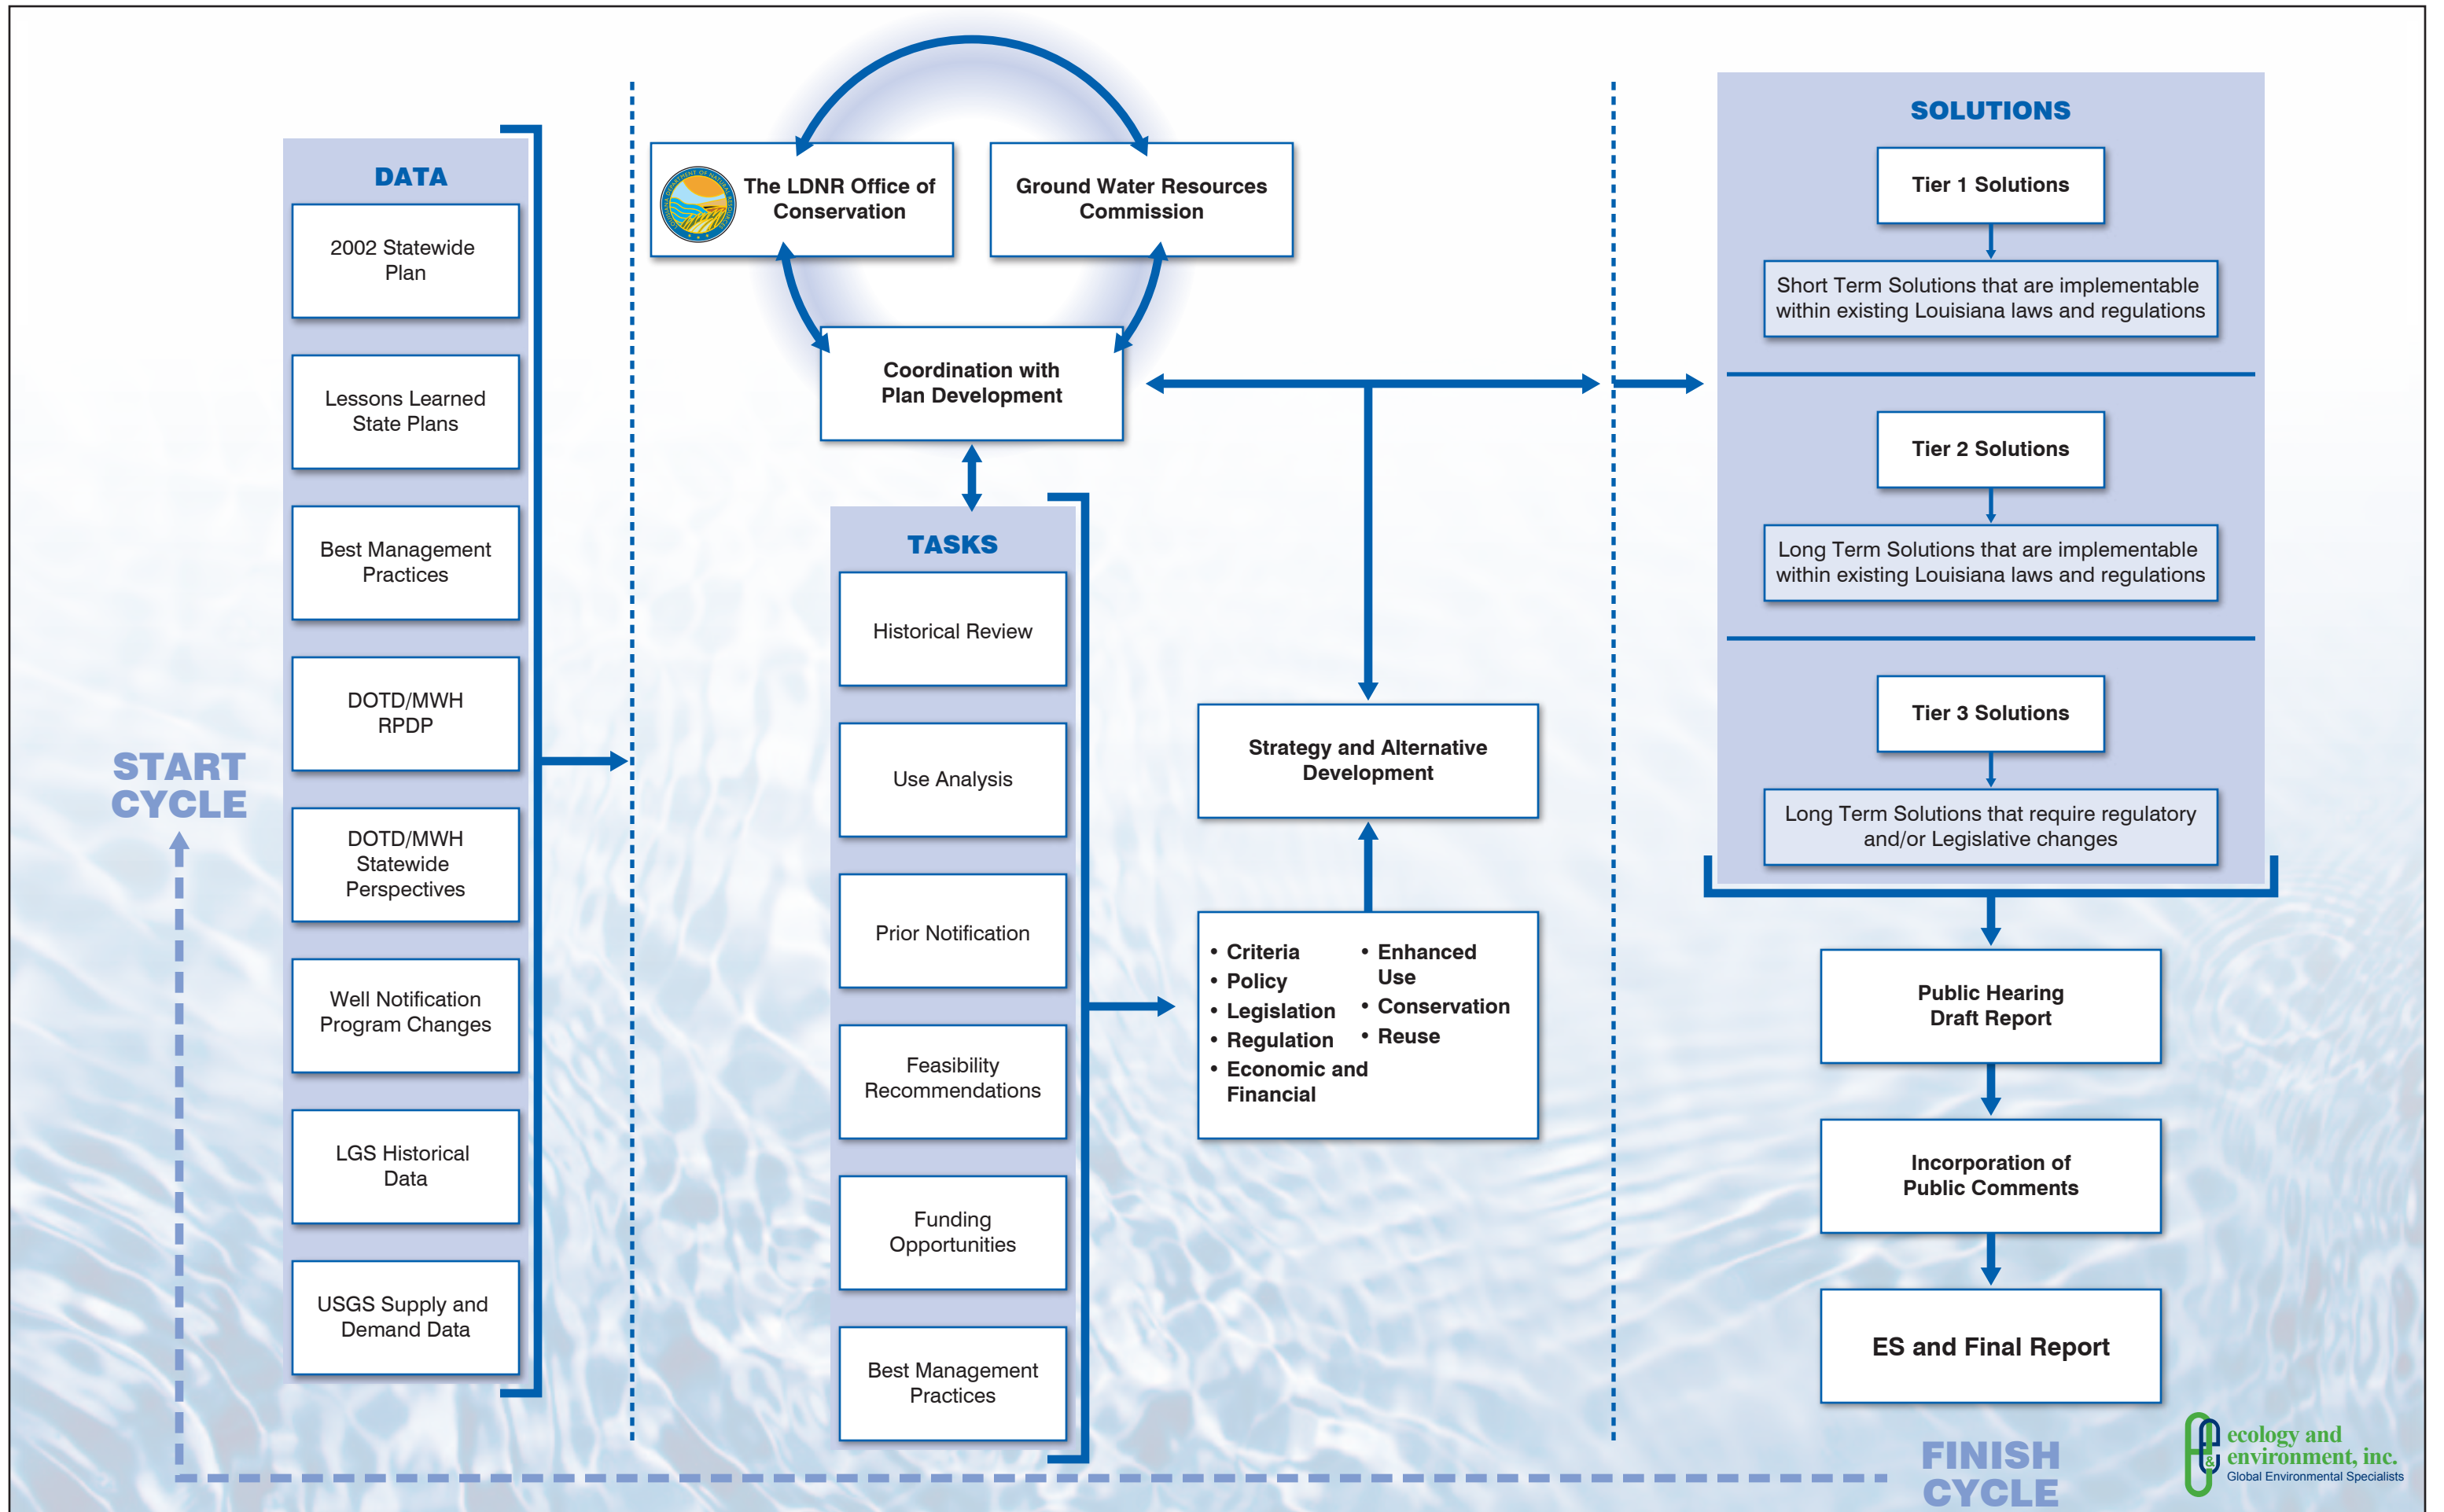 START
CYCLE
DATA
2002 Statewide
Plan
Lessons Learned
State Plans
Best Management
Practices
DOTD/MWH
RPDP
DOTD/MWH
Statewide
Perspectives
Well Notification
Program Changes
LGS Historical
Data
USGS Supply and
Demand Data
The LDNR Office of
Conservation
Ground Water Resources
Commission
Coordination with
Plan Development
TASKS
Historical Review
Use Analysis
Prior Notification
Feasibility
Recommendations
Funding
Opportunities
Best Management
Practices
Strategy and Alternative
Development
• Criteria
• Policy
• Legislation
• Regulation
• Economic and
Financial
• Enhanced
Use
• Conservation
• Reuse
SOLUTIONS
Tier 1 Solutions
Short Term Solutions that are implementable
within existing Louisiana laws and regulations
Tier 2 Solutions
Long Term Solutions that are implementable
within existing Louisiana laws and regulations
Tier 3 Solutions
Long Term Solutions that require regulatory
and/or Legislative changes
Public Hearing
Draft Report
Incorporation of
Public Comments
ES and Final Report
FINISH
CYCLE
ecology and
environment, inc.
Global Environmental Specialists